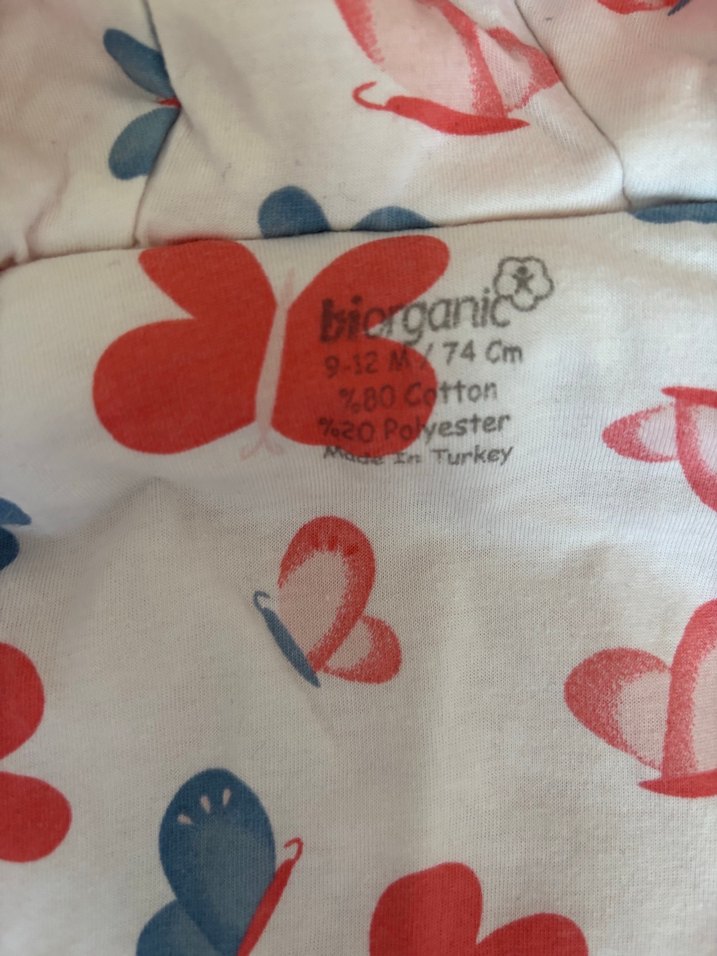 biorganic
9-12 M / 74 Cm
%80 Cotton
%20 Polyester
Made In Turkey